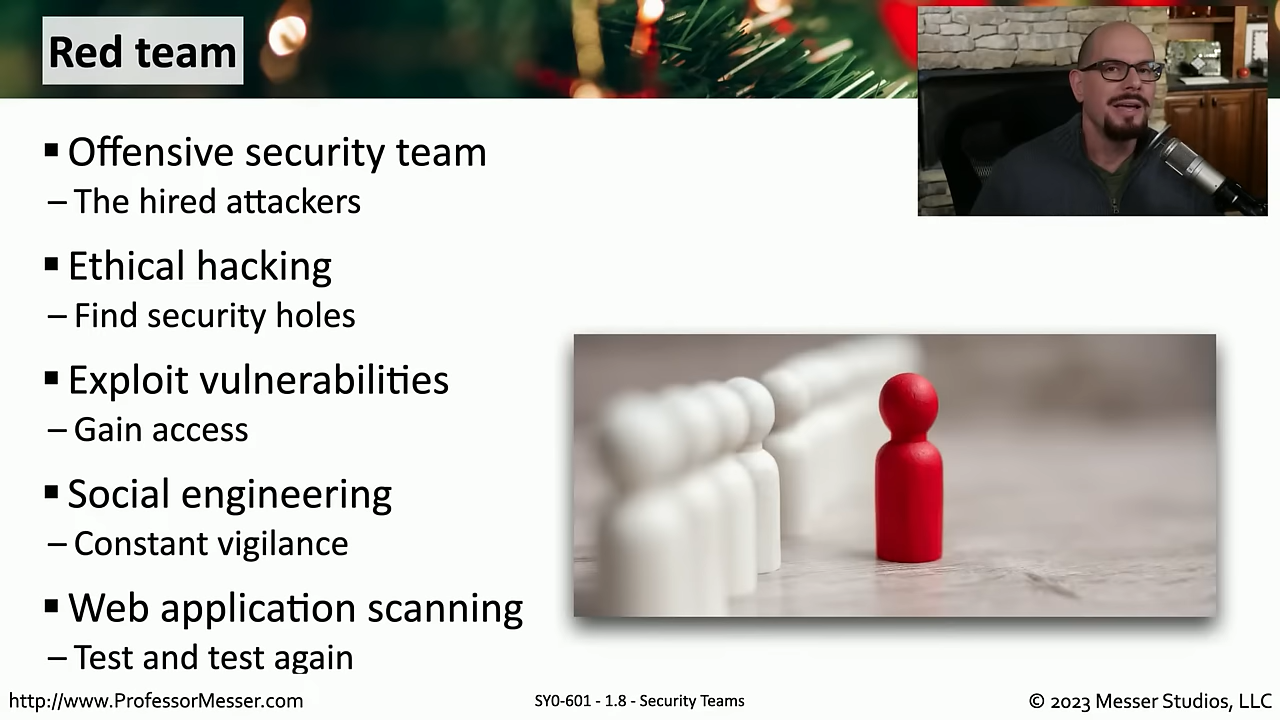 Red team
▪ Offensive security team
– The hired attackers
▪ Ethical hacking
– Find security holes
▪ Exploit vulnerabilities
– Gain access
▪ Social engineering
– Constant vigilance
▪ Web application scanning
– Test and test again
http://www.ProfessorMesser.com
SY0-601 - 1.8 - Security Teams
© 2023 Messer Studios, LLC